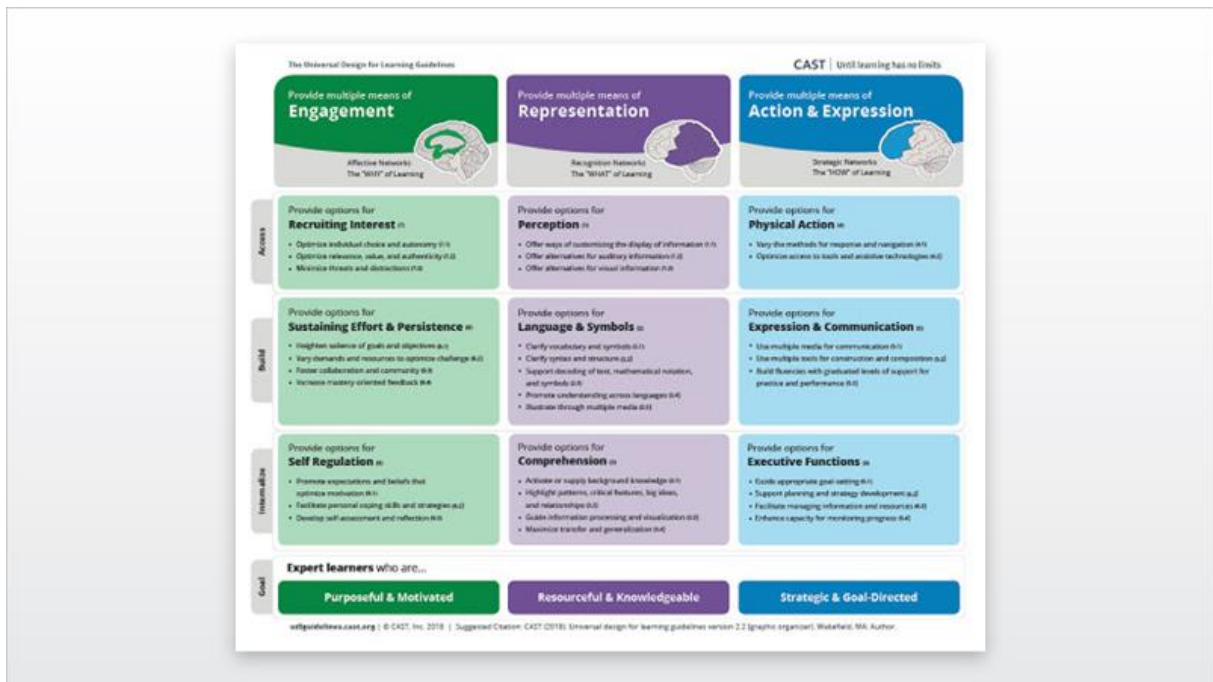 The Universal Design for Learning Guidelines
CAST | Until learning has no limits
Provide multiple means of
Engagement
Affective Networks
The "WHY" of Learning
Provide multiple means of
Representation
Recognition Networks
The "WHAT" of Learning
Provide multiple means of
Action & Expression
Strategic Networks
The "HOW" of Learning
Access
Provide options for
Recruiting Interest
• Optimize individual choice and autonomy
• Optimize relevance, value, and authenticity
• Minimize threats and distractions
Provide options for
Perception
• Offer ways of customizing the display of information
• Offer alternatives for auditory information
• Offer alternatives for visual information
Provide options for
Physical Action
• Vary the methods for response and navigation
• Optimize access to tools and assistive technologies
Build
Provide options for
Sustaining Effort & Persistence
• Heighten salience of goals and objectives
• Vary demands and resources to optimize challenge
• Foster collaboration and community
• Increase mastery-oriented feedback
Provide options for
Language & Symbols
• Clarify vocabulary and symbols
• Clarify syntax and structure
• Support decoding of text, mathematical notation,
and symbols
• Promote understanding across languages
• Illustrate through multiple media
Provide options for
Expression & Communication
• Use multiple media for communication
• Use multiple tools for construction and composition
• Build fluencies with graduated levels of support for
practice and performance
Internalize
Provide options for
Self Regulation
• Promote expectations and beliefs that
optimize motivation
• Facilitate personal coping skills and strategies
• Develop self-assessment and reflection
Provide options for
Comprehension
• Activate or supply background knowledge
• Highlight patterns, critical features, big ideas,
and relationships
• Guide information processing and visualization
• Maximize transfer and generalization
Provide options for
Executive Functions
• Guide appropriate goal-setting
• Support planning and strategy development
• Facilitate managing information and resources
• Enhance capacity for monitoring progress
Goal
Expert learners who are...
Purposeful & Motivated
Resourceful & Knowledgeable
Strategic & Goal-Directed
udlguidelines.cast.org | © CAST, Inc. 2018 | Suggested Citation: CAST (2018). Universal design for learning guidelines version 2.2 [graphic organizer]. Wakefield, MA: Author.